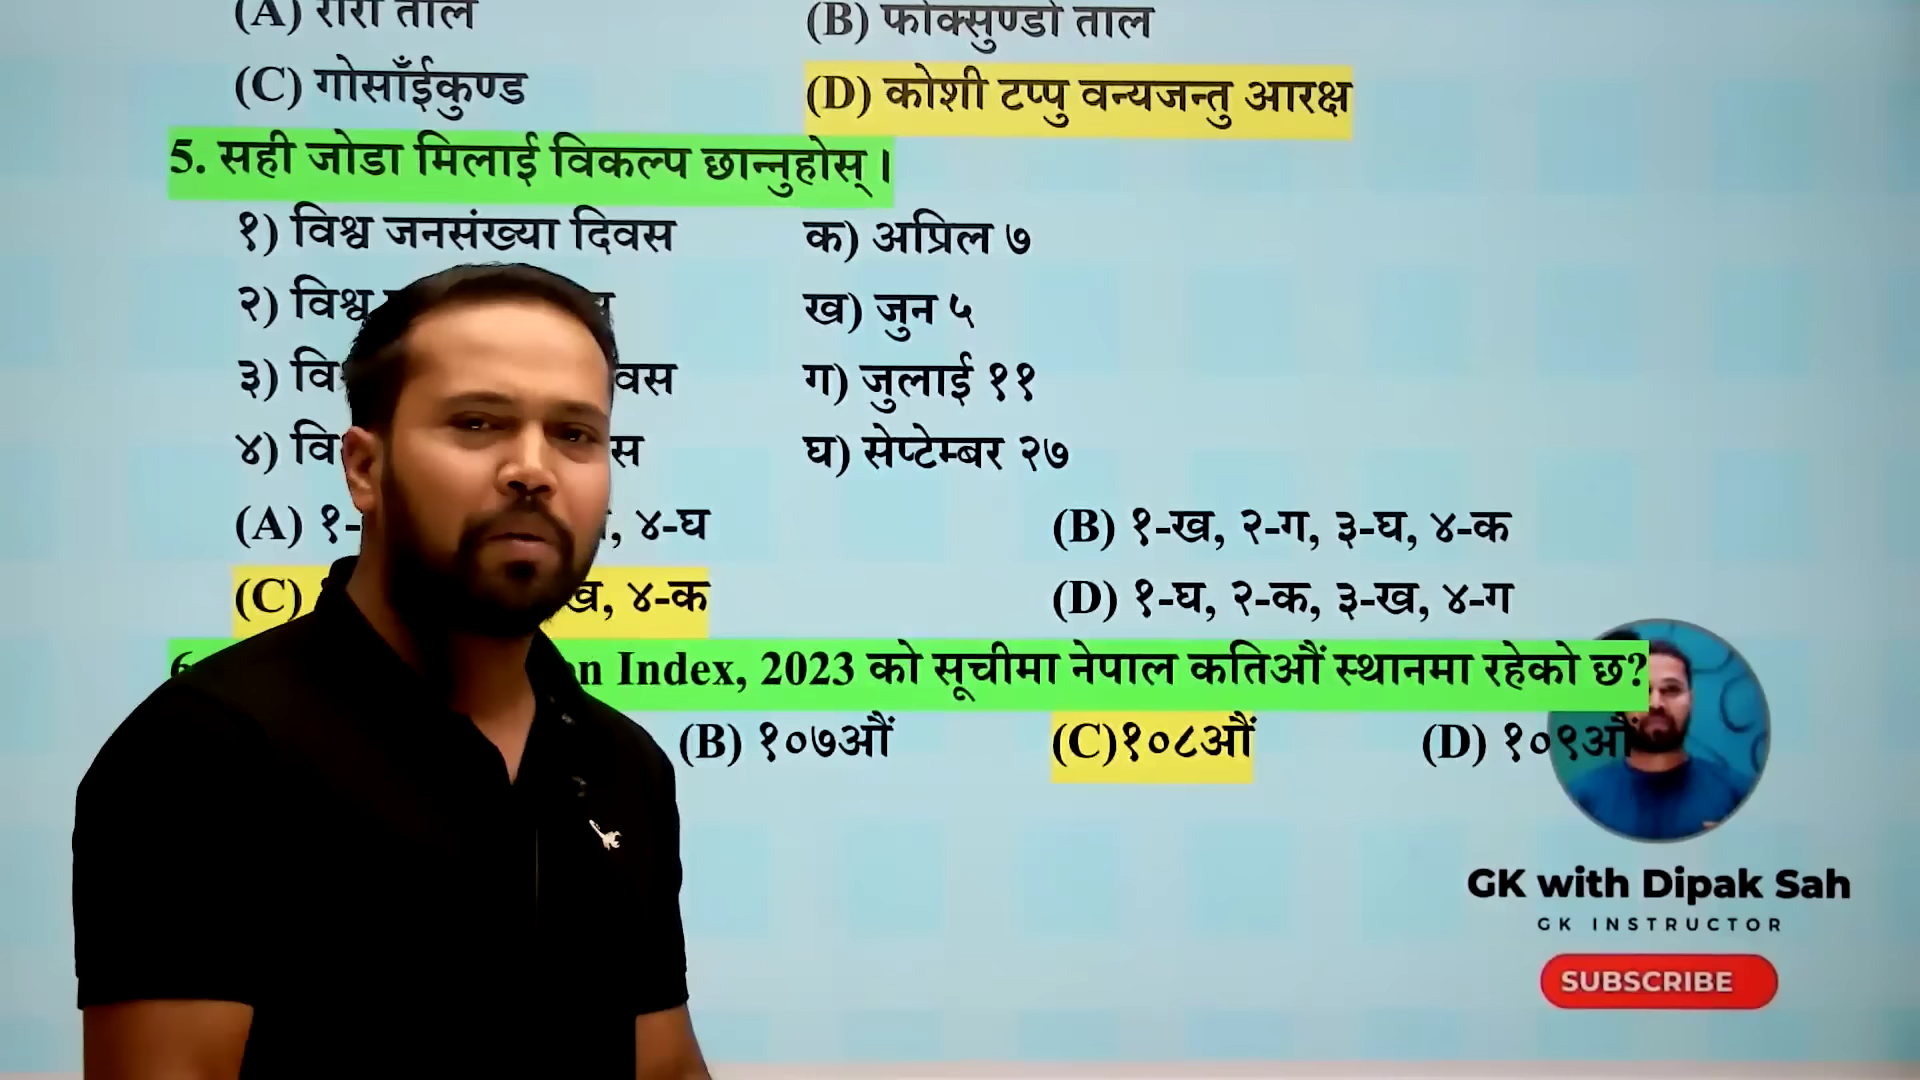 (A) रारा ताल (B) फोक्सुण्डो ताल
(C) गोसाँईकुण्ड (D) कोशी टप्पु वन्यजन्तु आरक्ष
5. सही जोडा मिलाई विकल्प छान्नुहोस् ।
१) विश्व जनसंख्या दिवस क) अप्रिल ७
२) विश्व ख) जुन ५
३) ग) जुलाई ११
४) घ) सेप्टेम्बर २७
(A) १- , ४-घ (B) १-ख, २-ग, ३-घ, ४-क
(C) ख, ४-क (D) १-घ, २-क, ३-ख, ४-ग
Index, 2023 को सूचीमा नेपाल कतिऔं स्थानमा रहेको छ?
(B) १०७औं (C)१०८औं (D) १०९औं
GK with Dipak Sah
GK INSTRUCTOR
SUBSCRIBE